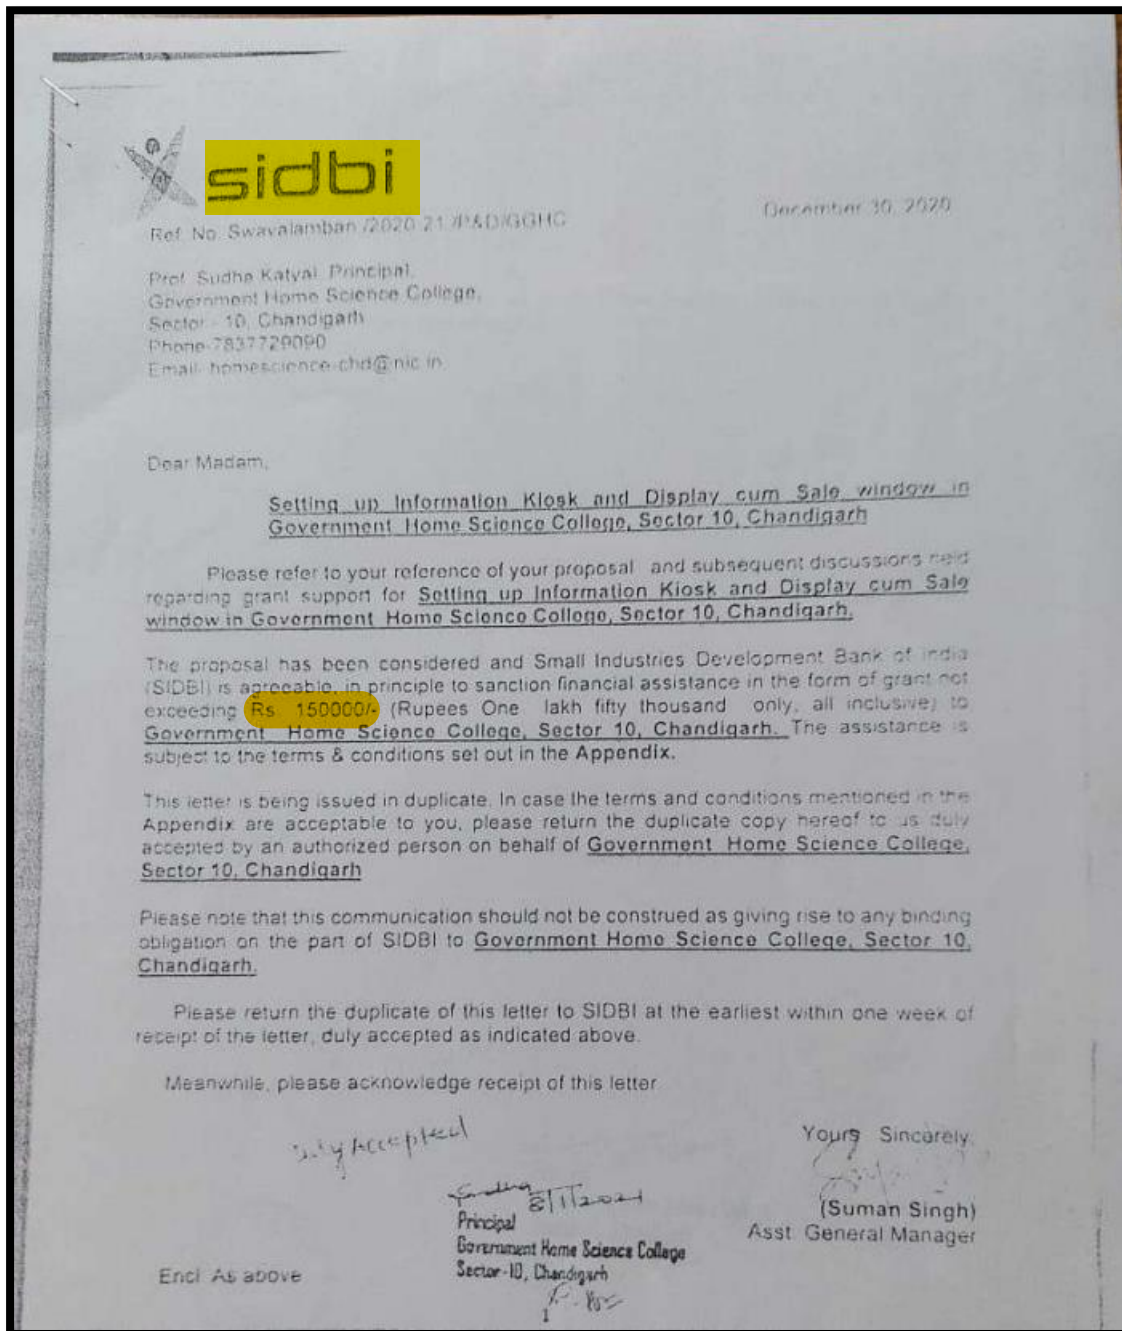 sidbi
December 30, 2020
Ref. No. Swavalamban /2020-21 /P&D/GGHC
Prof. Sudha Katyal, Principal,
Government Home Science College,
Sector - 10, Chandigarh
Phone-7837729090
Email- homescience-chd@nic.in
Dear Madam,
Setting up Information Kiosk and Display cum Sale window in
Government Home Science College, Sector 10, Chandigarh
Please refer to your reference of your proposal and subsequent discussions held
regarding grant support for Setting up Information Kiosk and Display cum Sale
window in Government Home Science College, Sector 10, Chandigarh.
The proposal has been considered and Small Industries Development Bank of India
(SIDBI) is agreeable, in principle to sanction financial assistance in the form of grant not
exceeding Rs. 150000/- (Rupees One lakh fifty thousand only, all inclusive) to
Government Home Science College, Sector 10, Chandigarh. The assistance is
subject to the terms & conditions set out in the Appendix.
This letter is being issued in duplicate. In case the terms and conditions mentioned in the
Appendix are acceptable to you, please return the duplicate copy hereof to us duly
accepted by an authorized person on behalf of Government Home Science College,
Sector 10, Chandigarh
Please note that this communication should not be construed as giving rise to any binding
obligation on the part of SIDBI to Government Home Science College, Sector 10,
Chandigarh.
Please return the duplicate of this letter to SIDBI at the earliest within one week of
receipt of the letter, duly accepted as indicated above.
Meanwhile, please acknowledge receipt of this letter
Duly Accepted
Yours Sincerely,
Sudha 8/1/2021
(Suman Singh)
Principal
Asst. General Manager
Government Home Science College
Sector-10, Chandigarh
Encl. As above
1